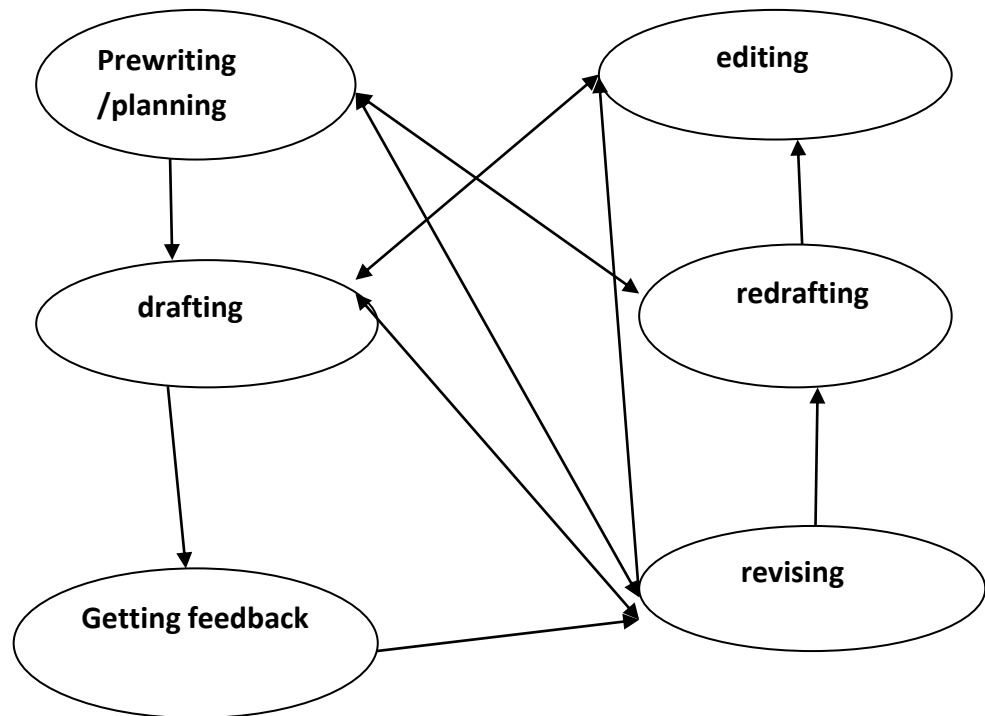 Prewriting
/planning
editing
drafting
redrafting
Getting feedback
revising